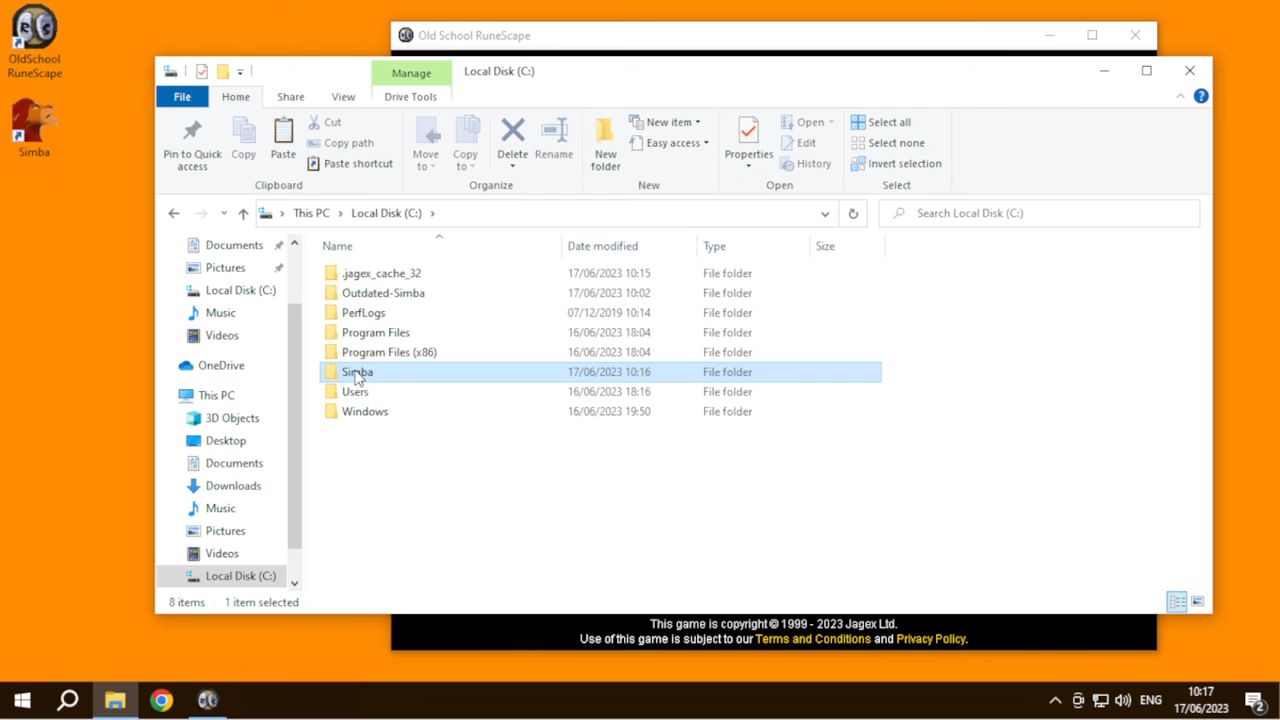 OldSchool
RuneScape
Simba
Old School RuneScape
Manage
Local Disk (C:)
File
Home
Share
View
Drive Tools
Pin to Quick
access
Copy
Paste
Cut
Copy path
Paste shortcut
Clipboard
Move
to
Copy
to
Delete
Rename
Organize
New
folder
New item
Easy access
New
Properties
Open
Edit
History
Open
Select all
Select none
Invert selection
Select
This PC
Local Disk (C:)
Search Local Disk (C:)
Documents
Pictures
Local Disk (C:)
Music
Videos
OneDrive
This PC
3D Objects
Desktop
Documents
Downloads
Music
Pictures
Videos
Local Disk (C:)
Name Date modified Type Size
.jagex_cache_32 17/06/2023 10:15 File folder
Outdated-Simba 17/06/2023 10:02 File folder
PerfLogs 07/12/2019 10:14 File folder
Program Files 16/06/2023 18:04 File folder
Program Files (x86) 16/06/2023 18:04 File folder
Simba 17/06/2023 10:16 File folder
Users 16/06/2023 18:16 File folder
Windows 16/06/2023 19:50 File folder
8 items 1 item selected
This game is copyright © 1999 - 2023 Jagex Ltd.
Use of this game is subject to our Terms and Conditions and Privacy Policy.
ENG
10:17
17/06/2023
2